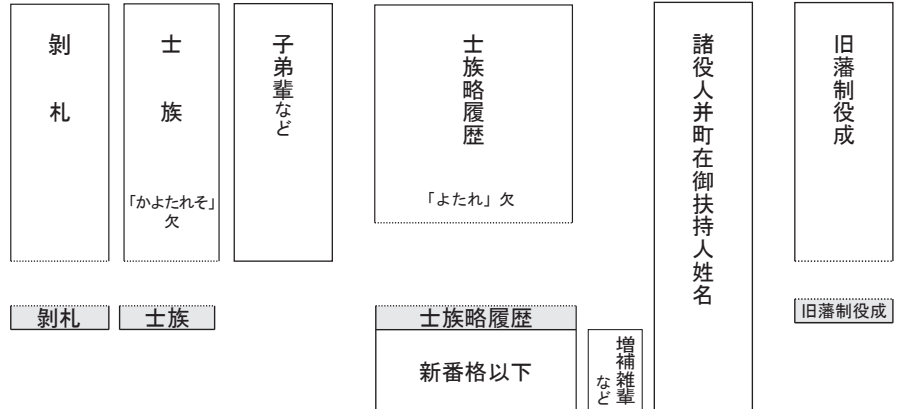 剝札
士族
「かよたれそ」
欠
子弟輩など
士族略履歴
「よたれ」欠
諸役人并町在御扶持人姓名
旧藩制役成
剝札
士族
士族略履歴
新番格以下
増補雑輩
など
旧藩制役成